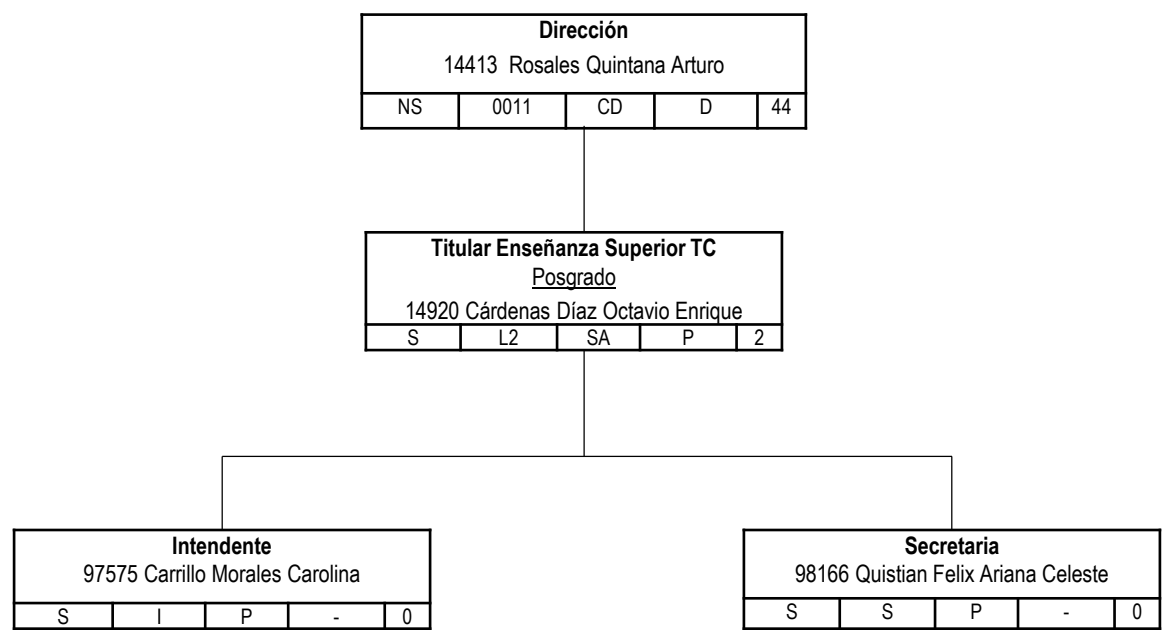 Dirección
14413 Rosales Quintana Arturo
NS 0011 CD D 44
Titular Enseñanza Superior TC
Posgrado
14920 Cárdenas Díaz Octavio Enrique
S L2 SA P 2
Intendente
97575 Carrillo Morales Carolina
S I P - 0
Secretaria
98166 Quistian Felix Ariana Celeste
S S P - 0